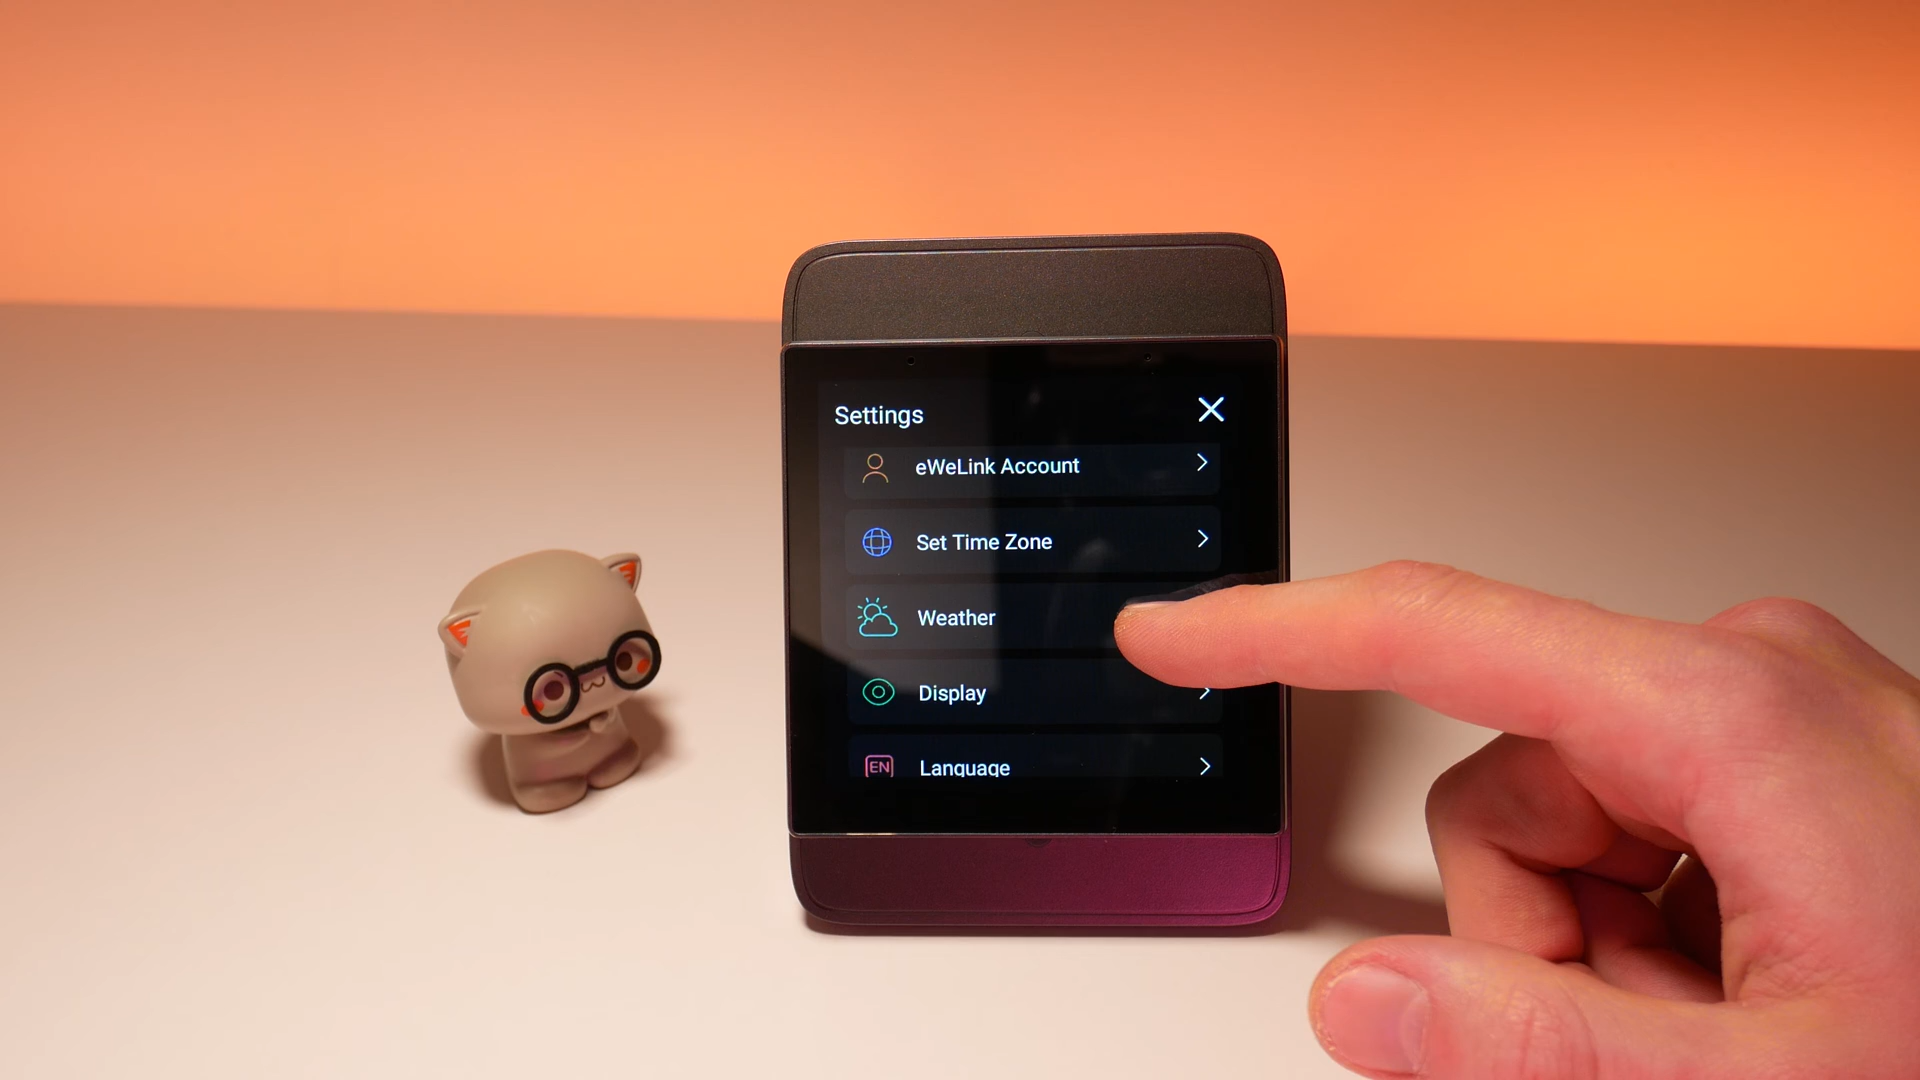 Settings
eWeLink Account
Set Time Zone
Weather
Display
EN
Language